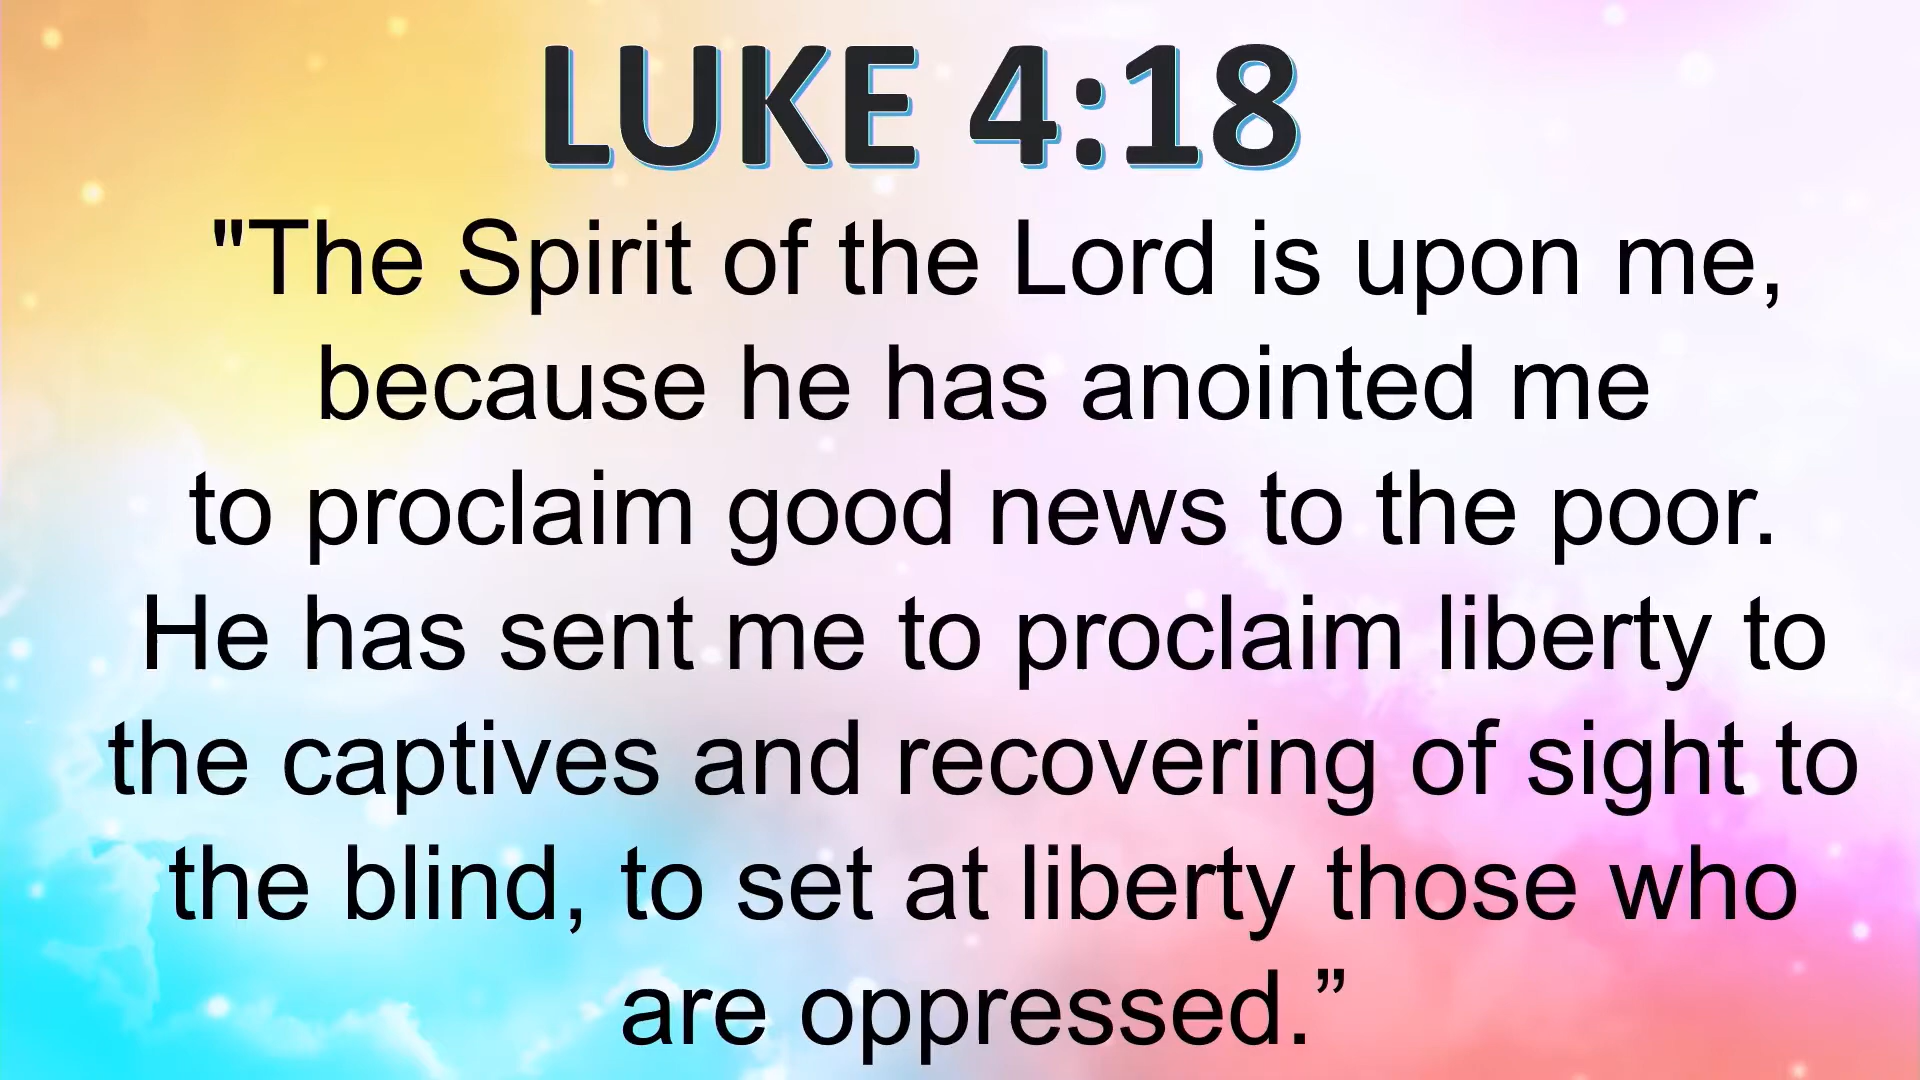 LUKE 4:18
"The Spirit of the Lord is upon me,
because he has anointed me
to proclaim good news to the poor.
He has sent me to proclaim liberty to
the captives and recovering of sight to
the blind, to set at liberty those who
are oppressed.”